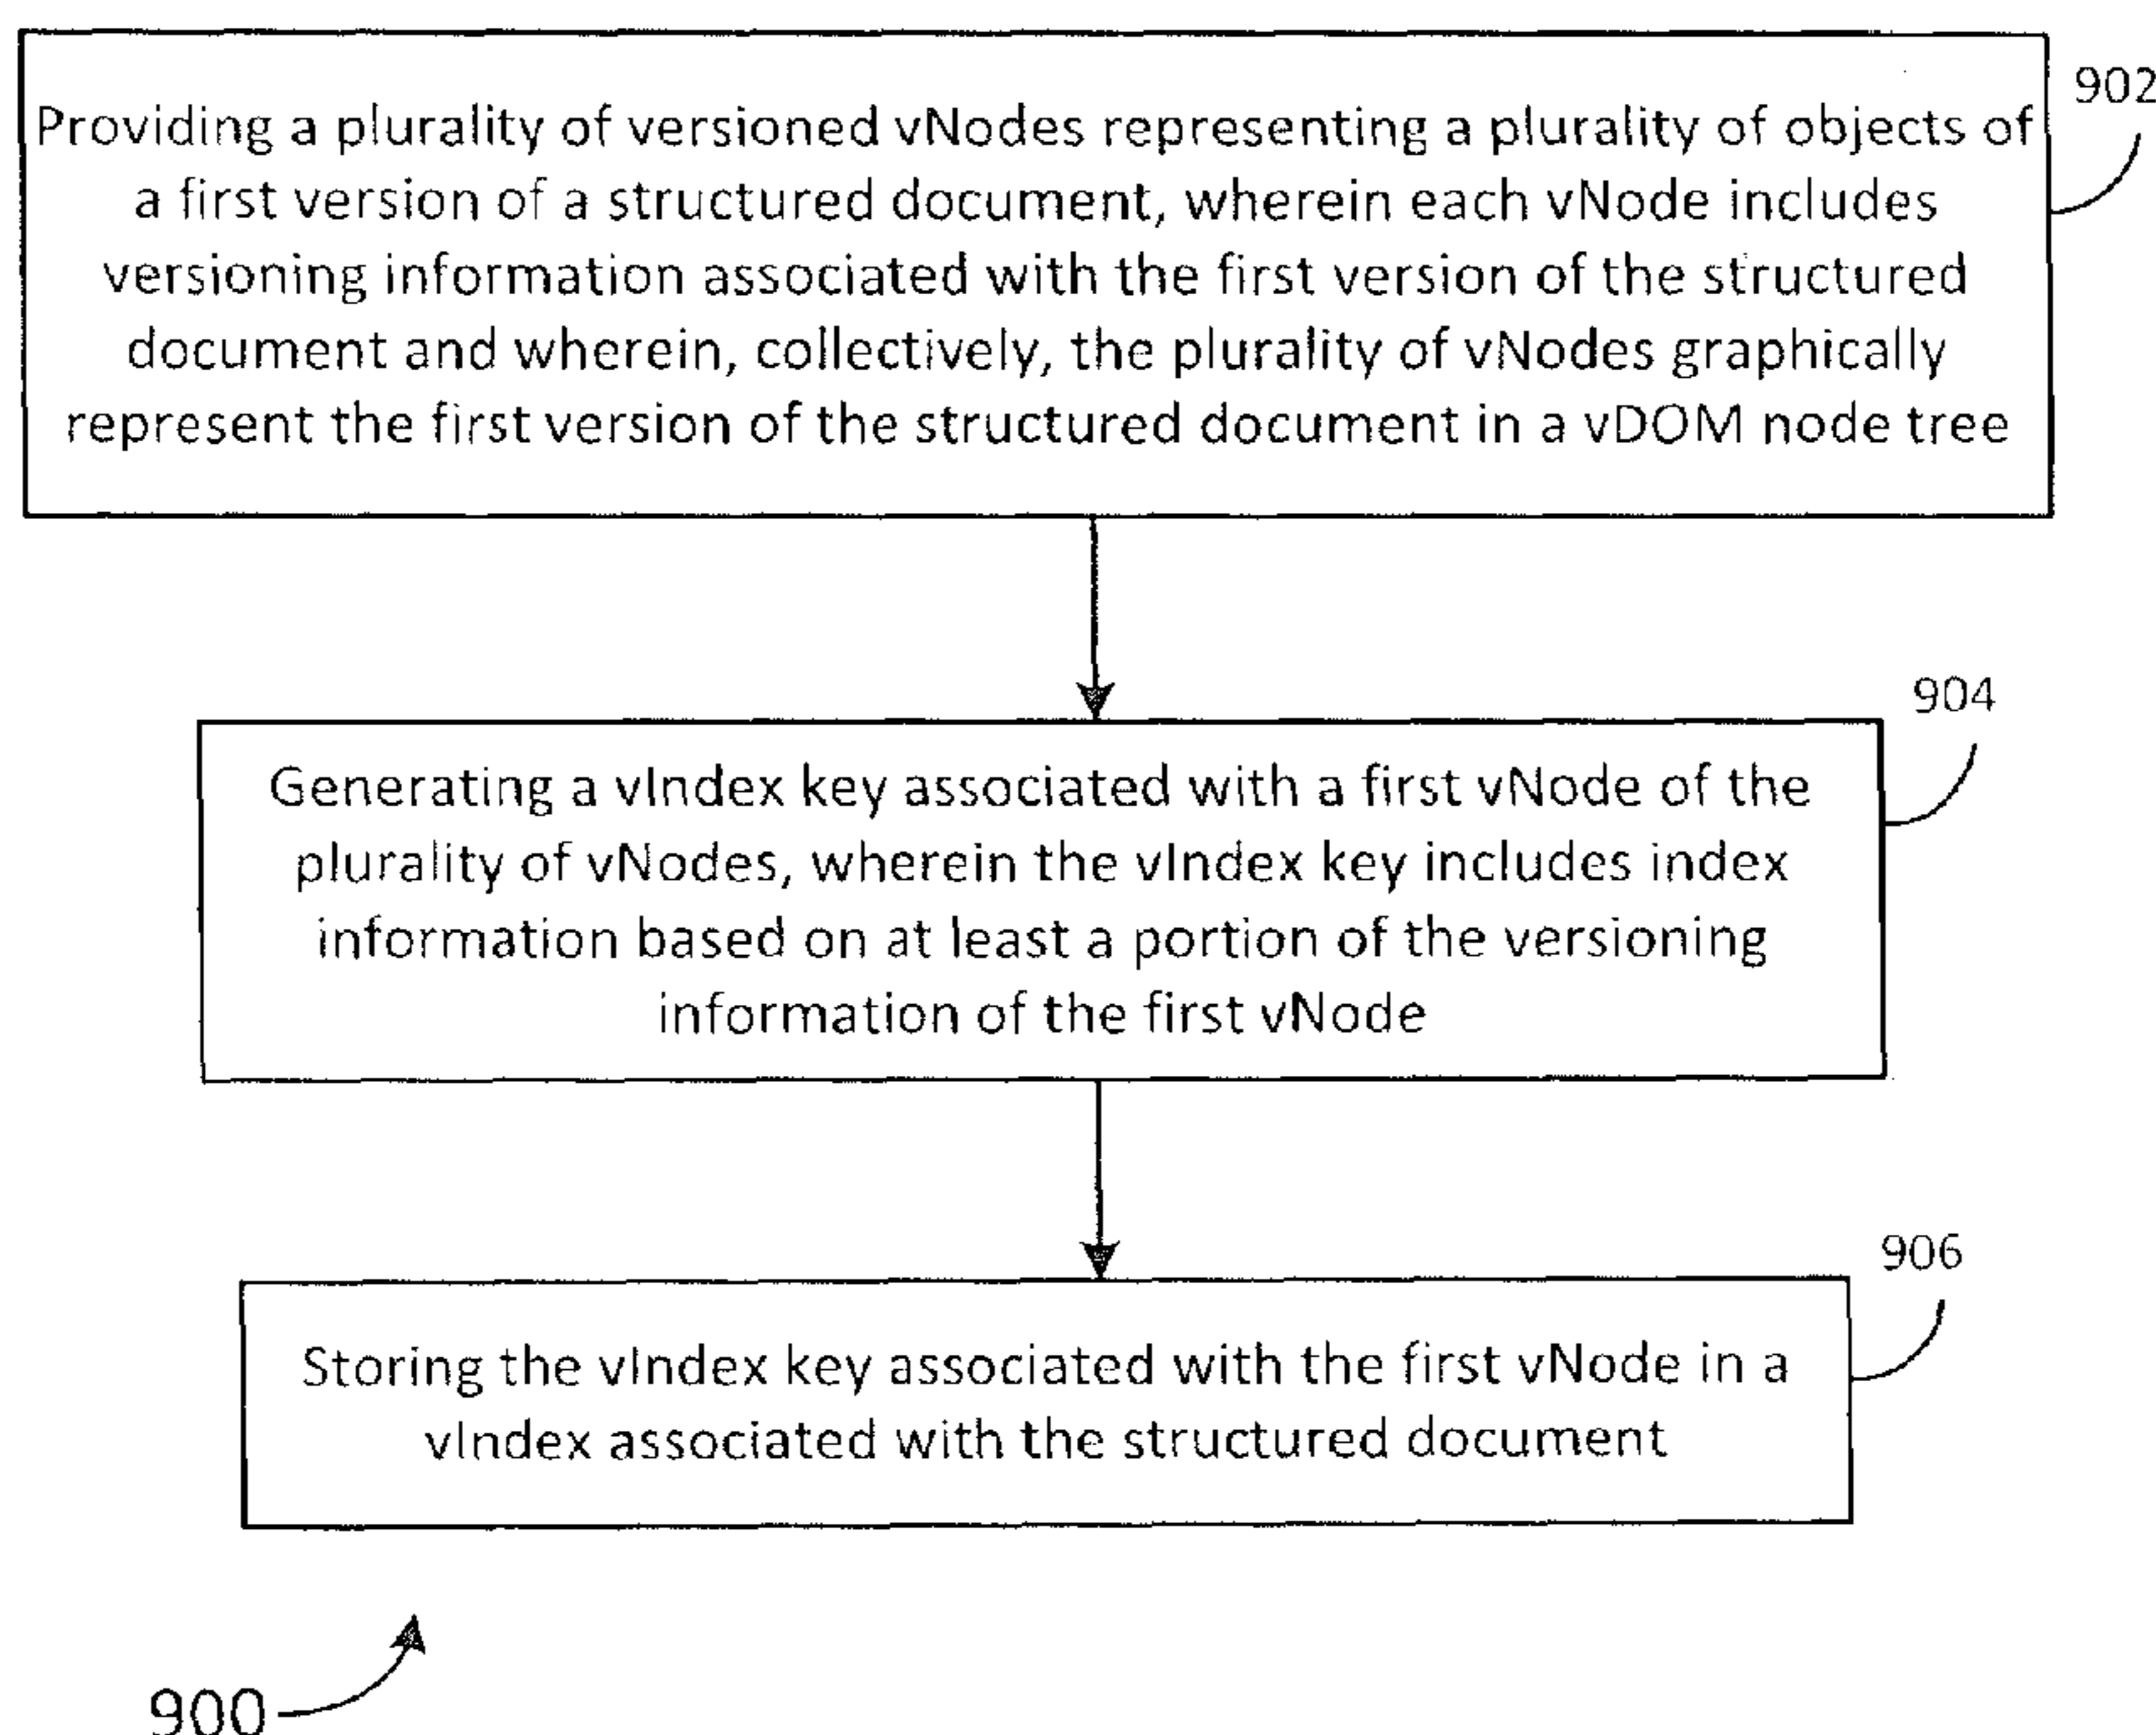 902
Providing a plurality of versioned vNodes representing a plurality of objects of
a first version of a structured document, wherein each vNode includes
versioning information associated with the first version of the structured
document and wherein, collectively, the plurality of vNodes graphically
represent the first version of the structured document in a vDOM node tree
904
Generating a vIndex key associated with a first vNode of the
plurality of vNodes, wherein the vIndex key includes index
information based on at least a portion of the versioning
information of the first vNode
906
Storing the vIndex key associated with the first vNode in a
vIndex associated with the structured document
900